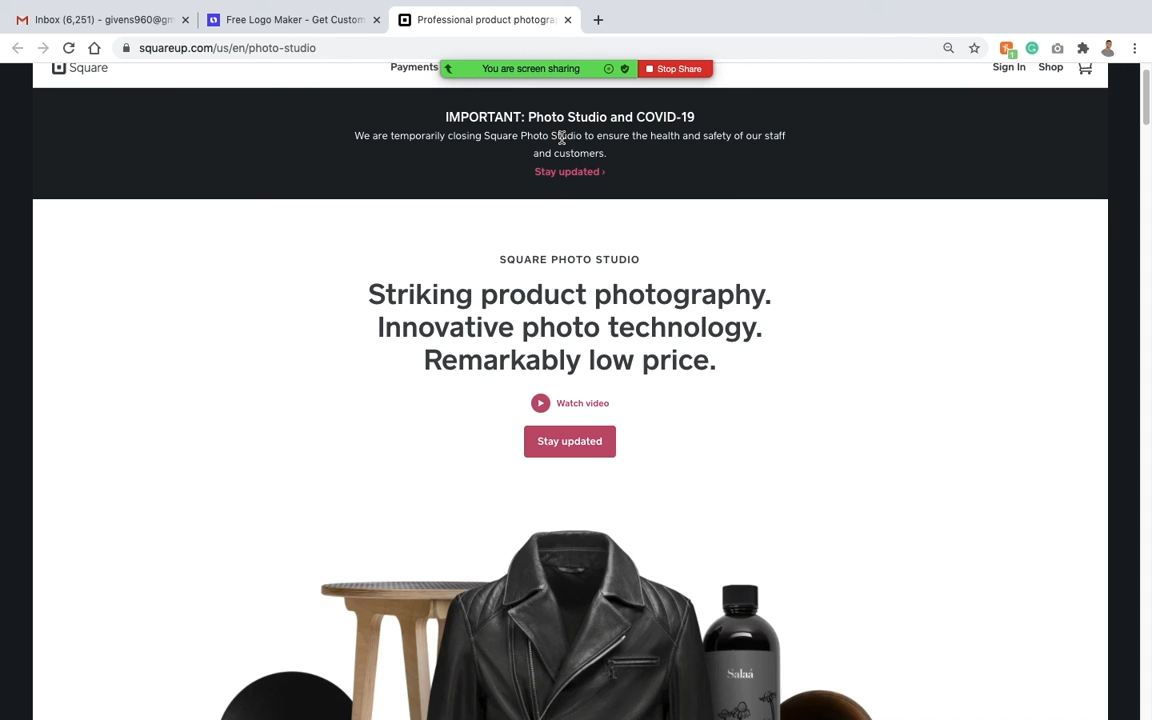 Inbox (6,251) - givens960@gm
Free Logo Maker - Get Custom
Professional product photogra
squareup.com/us/en/photo-studio
1
Square
Payments
You are screen sharing
Stop Share
Sign In
Shop
IMPORTANT: Photo Studio and COVID-19
We are temporarily closing Square Photo Studio to ensure the health and safety of our staff
and customers.
Stay updated ›
SQUARE PHOTO STUDIO
Striking product photography.
Innovative photo technology.
Remarkably low price.
Watch video
Stay updated
Salaá